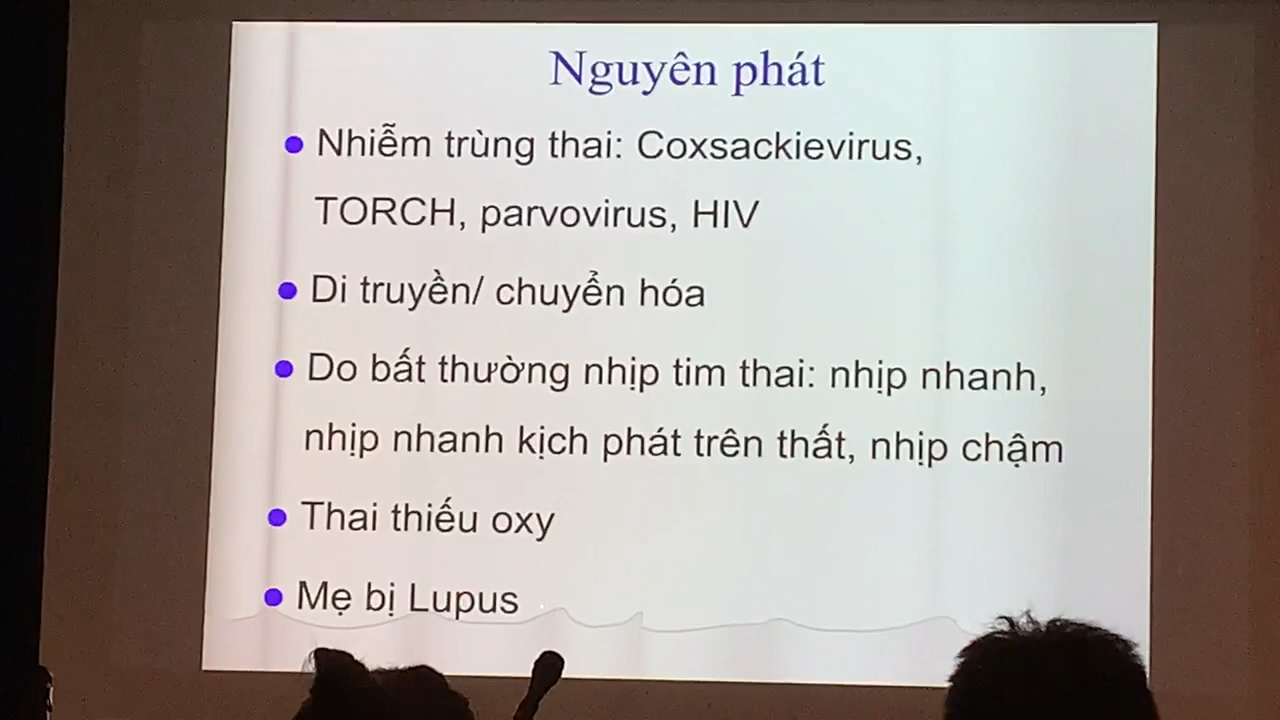 Nguyên phát
• Nhiễm trùng thai: Coxsackievirus,
TORCH, parvovirus, HIV
• Di truyền/ chuyển hóa
• Do bất thường nhịp tim thai: nhịp nhanh,
nhịp nhanh kịch phát trên thất, nhịp chậm
• Thai thiếu oxy
• Mẹ bị Lupus